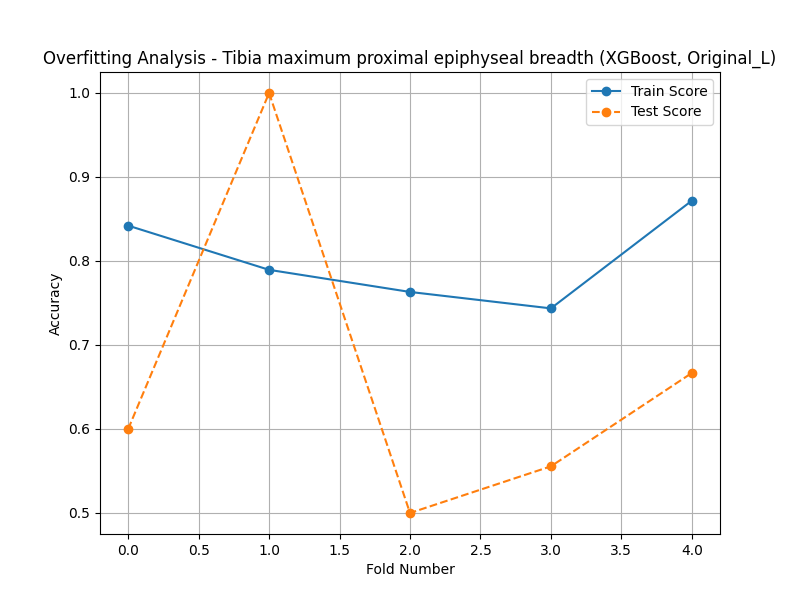 Overfitting Analysis - Tibia maximum proximal epiphyseal breadth (XGBoost, Original_L)
Train Score
Test Score
1.0
0.9
0.8
0.7
0.6
0.5
Accuracy
0.0 0.5 1.0 1.5 2.0 2.5 3.0 3.5 4.0
Fold Number